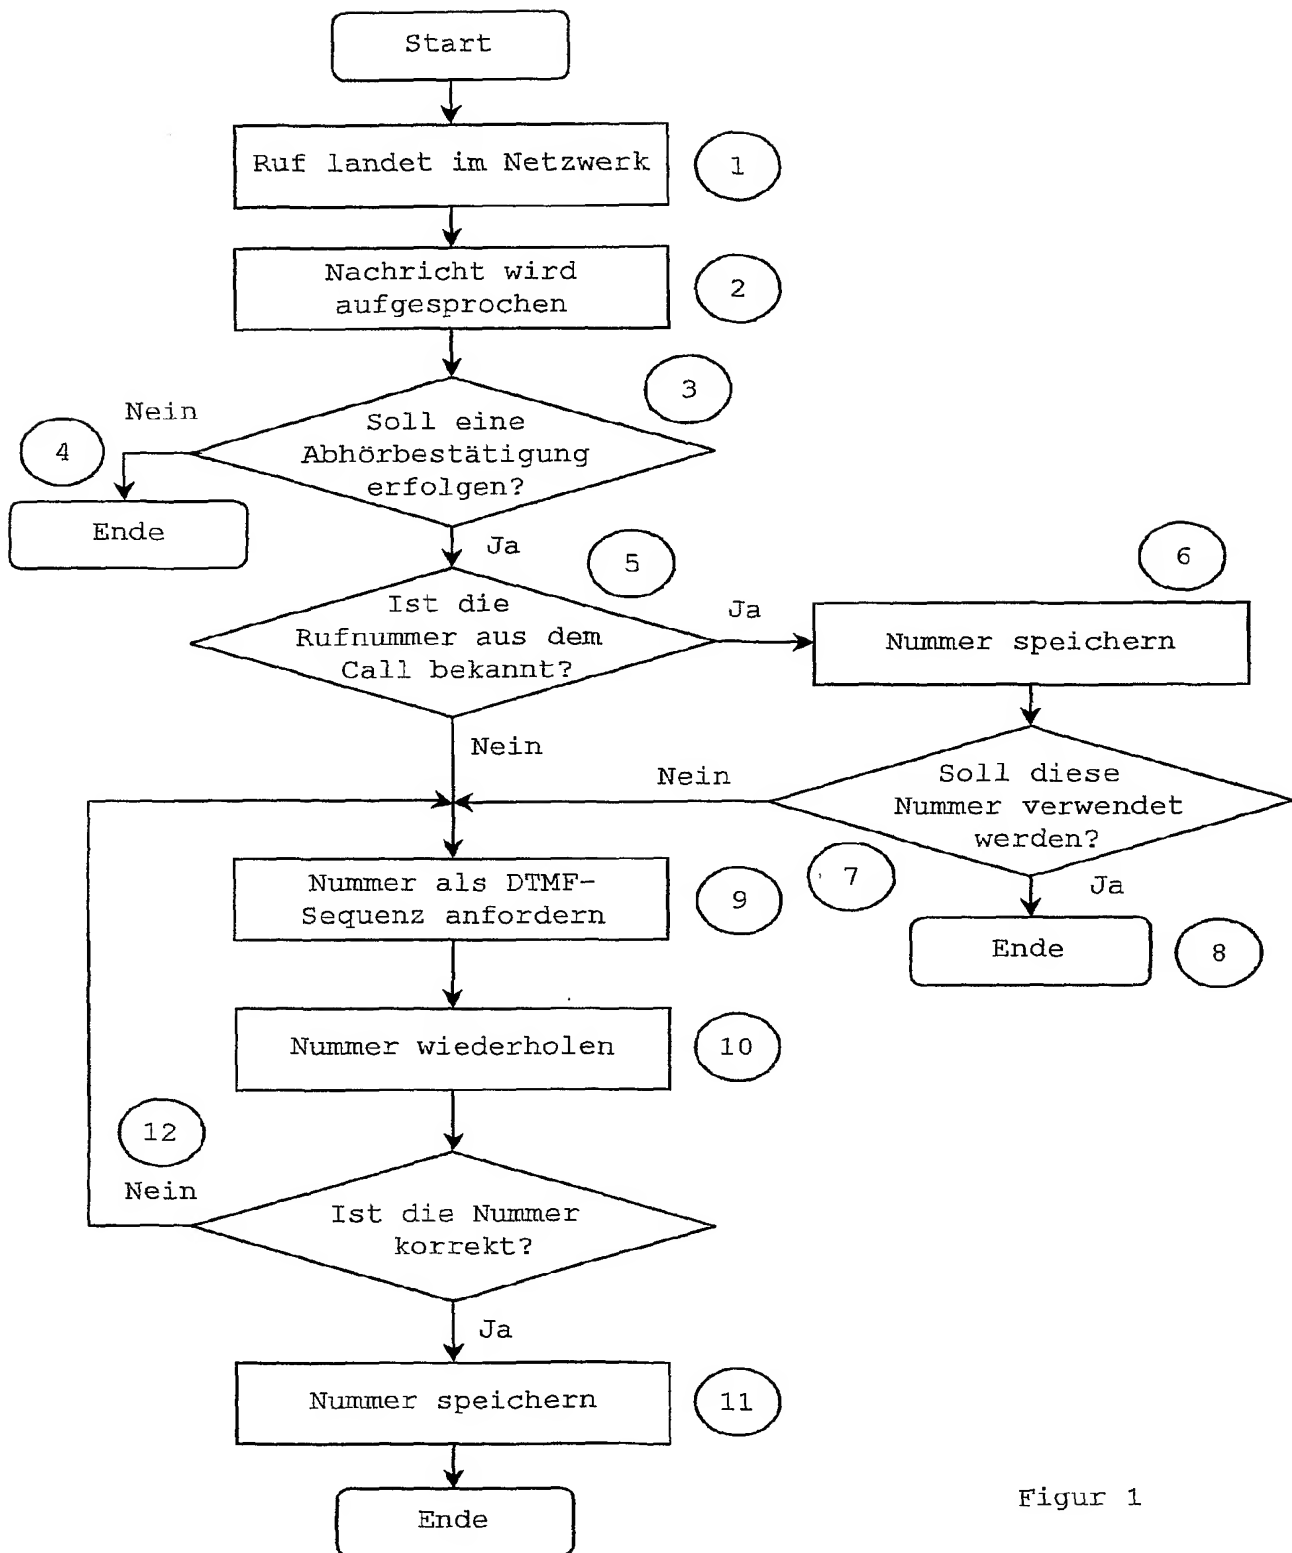 Start
Ruf landet im Netzwerk
1
Nachricht wird
aufgesprochen
2
3
Soll eine
Abhörbestätigung
erfolgen?
Nein
4
Ende
Ja
5
Ist die
Rufnummer aus dem
Call bekannt?
Ja
6
Nummer speichern
Nein
Nein
Soll diese
Nummer verwendet
werden?
7
Ja
Ende
8
Nummer als DTMF-
Sequenz anfordern
9
Nummer wiederholen
10
12
Nein
Ist die Nummer
korrekt?
Ja
Nummer speichern
11
Ende
Figur 1